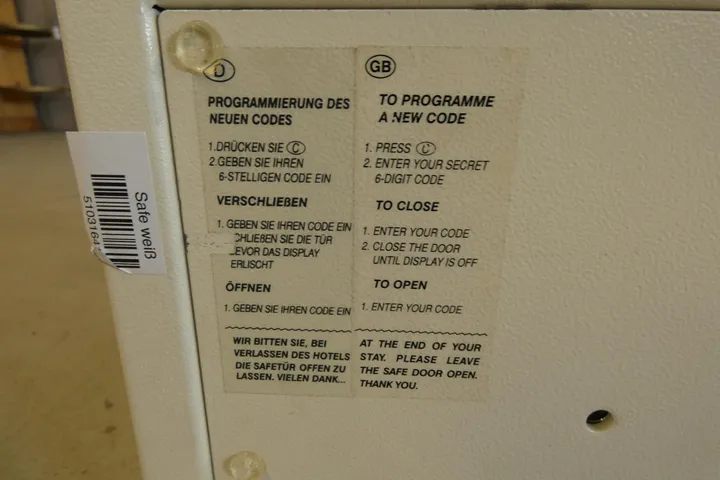 D
PROGRAMMIERUNG DES
NEUEN CODES
1. DRÜCKEN SIE C
2. GEBEN SIE IHREN
6-STELLIGEN CODE EIN
VERSCHLIEßEN
1. GEBEN SIE IHREN CODE EIN
SCHLIEßEN SIE DIE TÜR
BEVOR DAS DISPLAY
ERLISCHT
ÖFFNEN
1. GEBEN SIE IHREN CODE EIN
WIR BITTEN SIE, BEI
VERLASSEN DES HOTELS
DIE SAFETÜR OFFEN ZU
LASSEN. VIELEN DANK...
GB
TO PROGRAMME
A NEW CODE
1. PRESS C
2. ENTER YOUR SECRET
6-DIGIT CODE
TO CLOSE
1. ENTER YOUR CODE
2. CLOSE THE DOOR
UNTIL DISPLAY IS OFF
TO OPEN
1. ENTER YOUR CODE
AT THE END OF YOUR
STAY. PLEASE LEAVE
THE SAFE DOOR OPEN.
THANK YOU.
Safe weiß